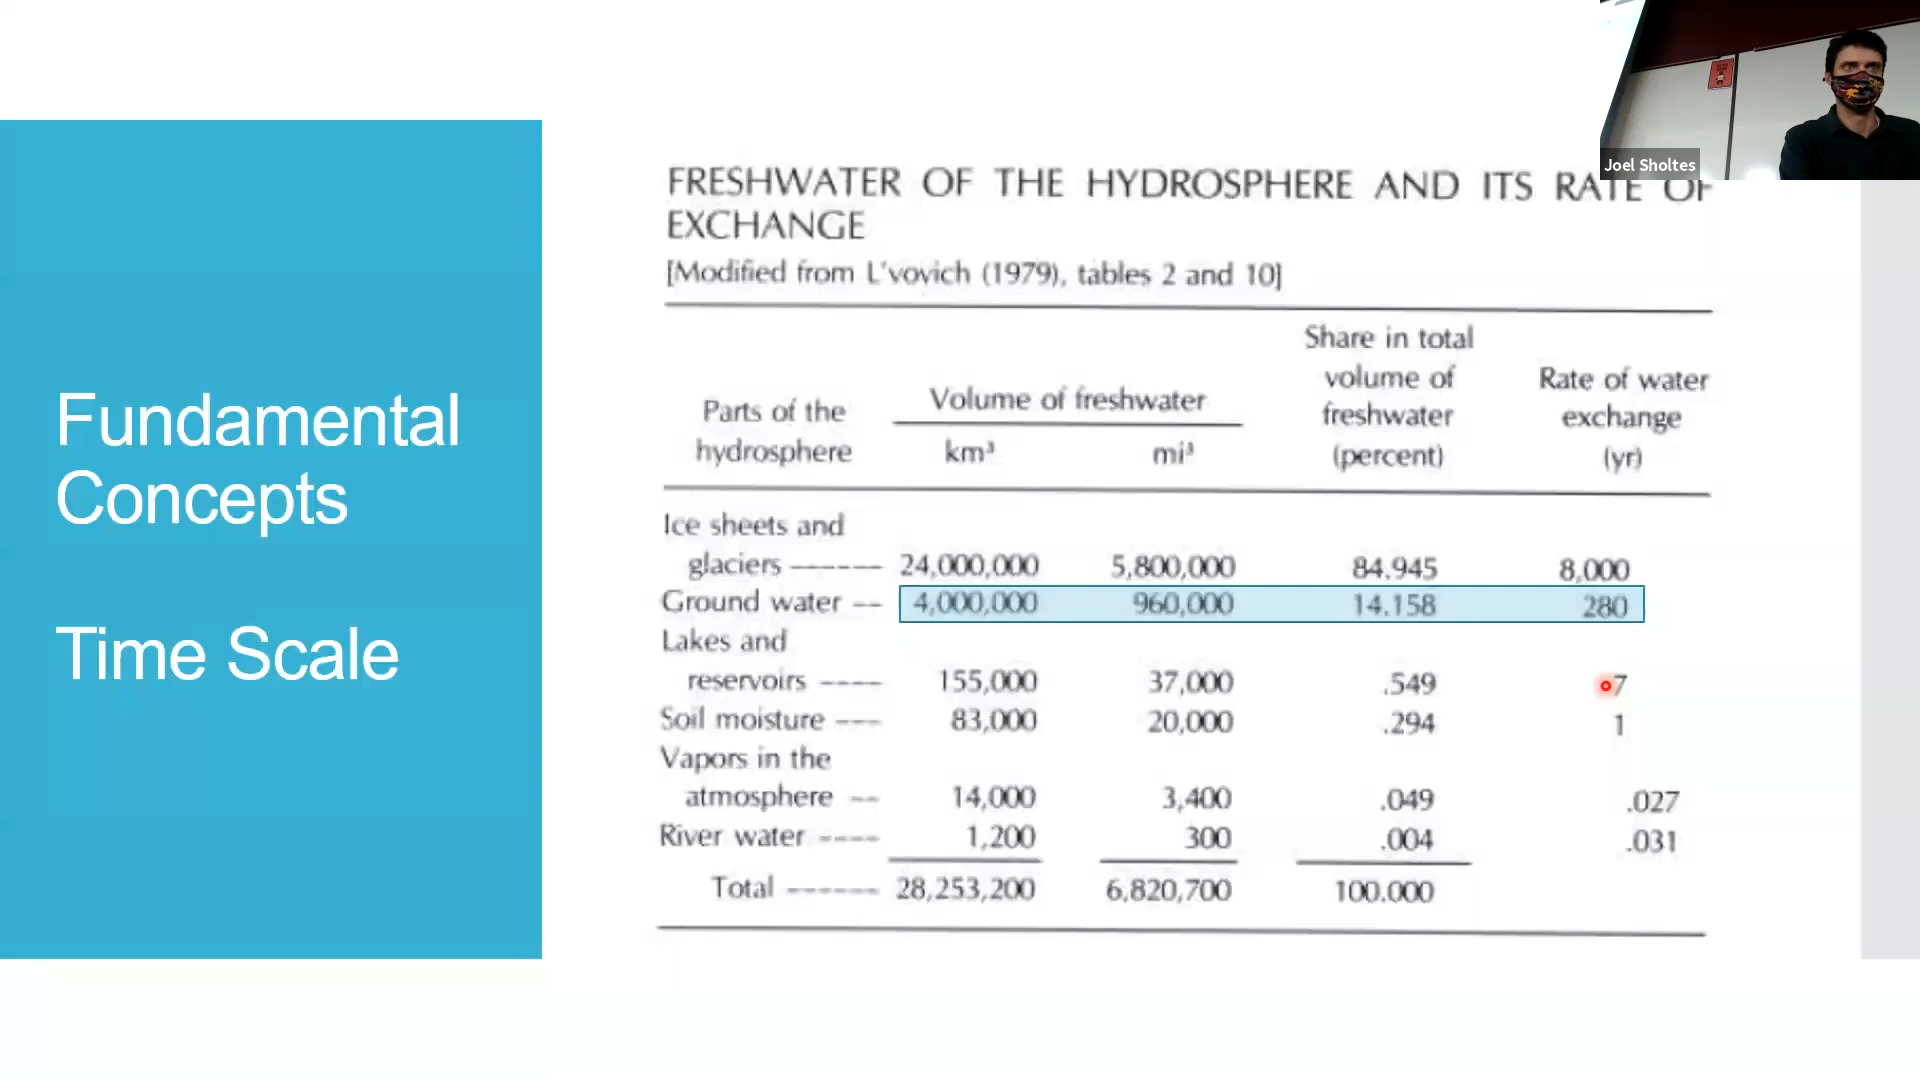 Joel Sholtes
Fundamental
Concepts
Time Scale
FRESHWATER OF THE HYDROSPHERE AND ITS RATE OF
EXCHANGE
[Modified from L'vovich (1979), tables 2 and 10]
Parts of the
hydrosphere
Volume of freshwater
km³ mi³
Share in total
volume of
freshwater
(percent)
Rate of water
exchange
(yr)
Ice sheets and
glaciers ------ 24,000,000 5,800,000 84.945 8,000
Ground water -- 4,000,000 960,000 14.158 280
Lakes and
reservoirs ---- 155,000 37,000 .549 7
Soil moisture --- 83,000 20,000 .294 1
Vapors in the
atmosphere -- 14,000 3,400 .049 .027
River water ---- 1,200 300 .004 .031
Total ------ 28,253,200 6,820,700 100.000